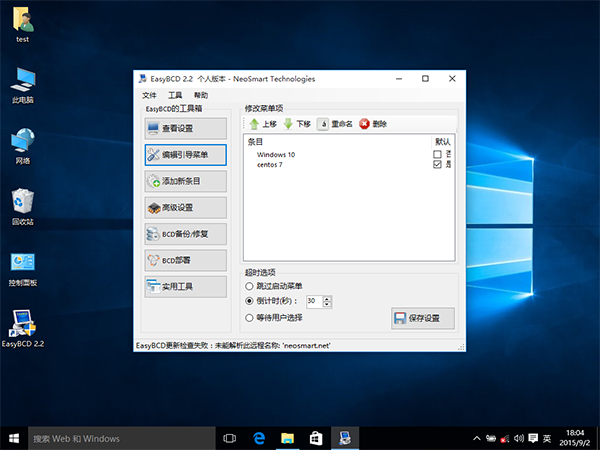 test
此电脑
网络
回收站
控制面板
EasyBCD 2.2
EasyBCD 2.2 个人版本 - NeoSmart Technologies
文件 工具 帮助
EasyBCD的工具箱
查看设置
编辑引导菜单
添加新条目
高级设置
BCD备份/修复
BCD部署
实用工具
修改菜单项
上移 下移 重命名 删除
条目 默认
Windows 10 否
centos 7 是
超时选项
跳过启动菜单
倒计时(秒)： 30
等待用户选择
保存设置
EasyBCD更新检查失败：未能解析此远程名称: 'neosmart.net'
搜索 Web 和 Windows
英
18:04
2015/9/2